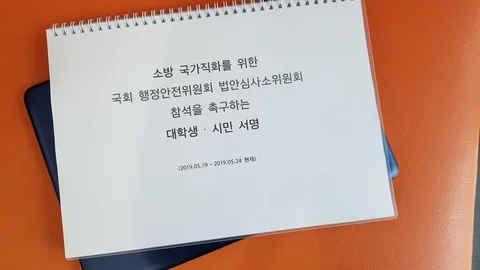 소방 국가직화를 위한
국회 행정안전위원회 법안심사소위원회
참석을 촉구하는
대학생 · 시민 서명
(2019.05.19 ~ 2019.05.24 현재)